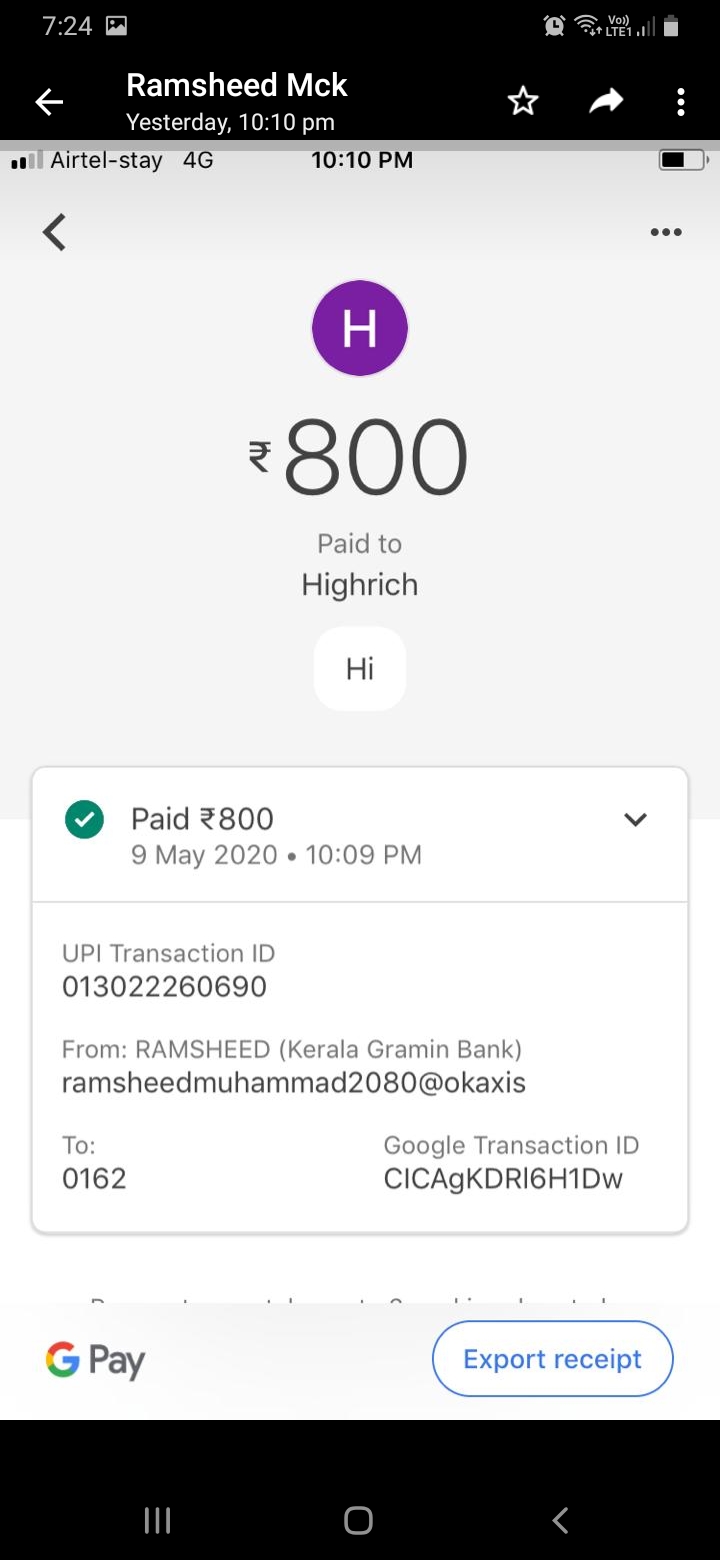 7:24
Vo))
LTE1
Ramsheed Mck
Yesterday, 10:10 pm
Airtel-stay 4G 10:10 PM
H
₹800
Paid to
Highrich
Hi
Paid ₹800
9 May 2020 • 10:09 PM
UPI Transaction ID
013022260690
From: RAMSHEED (Kerala Gramin Bank)
ramsheedmuhammad2080@okaxis
To: Google Transaction ID
0162 CICAgKDRl6H1Dw
G Pay Export receipt